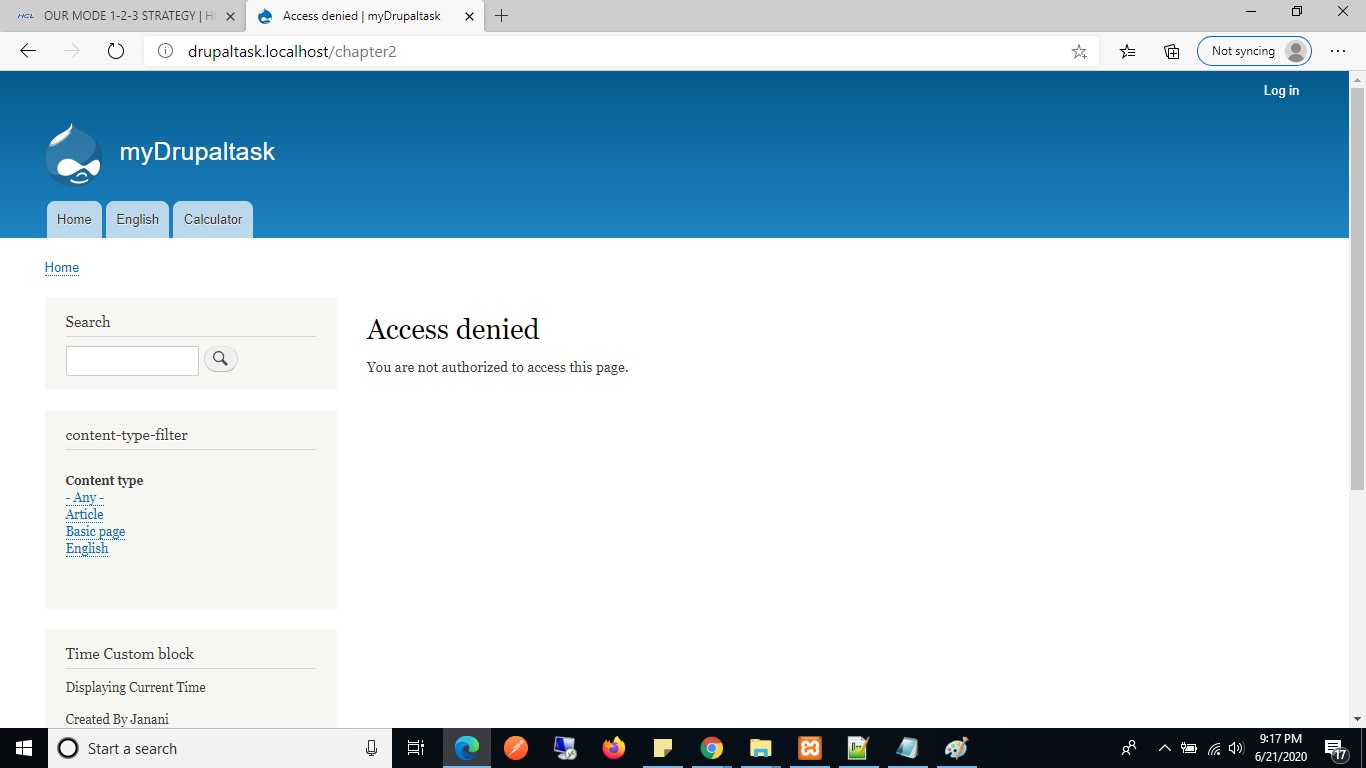 HCL OUR MODE 1-2-3 STRATEGY | HC
Access denied | myDrupaltask
drupaltask.localhost/chapter2
Not syncing
Log in
myDrupaltask
Home
English
Calculator
Home
Search
Access denied
You are not authorized to access this page.
content-type-filter
Content type
- Any -
Article
Basic page
English
Time Custom block
Displaying Current Time
Created By Janani
Start a search
9:17 PM
6/21/2020
17